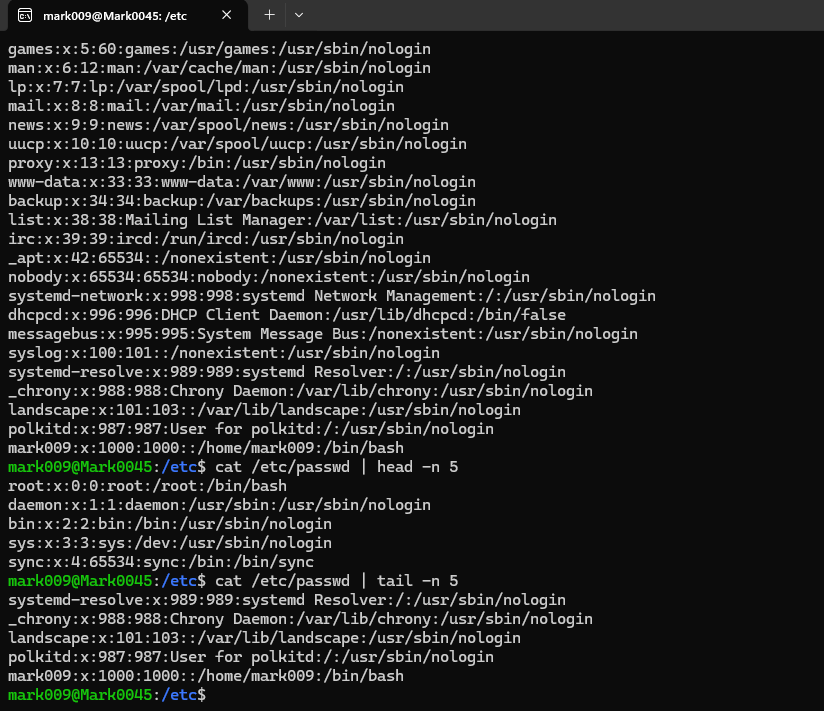 mark009@Mark0045: /etc
games:x:5:60:games:/usr/games:/usr/sbin/nologin
man:x:6:12:man:/var/cache/man:/usr/sbin/nologin
lp:x:7:7:lp:/var/spool/lpd:/usr/sbin/nologin
mail:x:8:8:mail:/var/mail:/usr/sbin/nologin
news:x:9:9:news:/var/spool/news:/usr/sbin/nologin
uucp:x:10:10:uucp:/var/spool/uucp:/usr/sbin/nologin
proxy:x:13:13:proxy:/bin:/usr/sbin/nologin
www-data:x:33:33:www-data:/var/www:/usr/sbin/nologin
backup:x:34:34:backup:/var/backups:/usr/sbin/nologin
list:x:38:38:Mailing List Manager:/var/list:/usr/sbin/nologin
irc:x:39:39:ircd:/run/ircd:/usr/sbin/nologin
_apt:x:42:65534::/nonexistent:/usr/sbin/nologin
nobody:x:65534:65534:nobody:/nonexistent:/usr/sbin/nologin
systemd-network:x:998:998:systemd Network Management:/:/usr/sbin/nologin
dhcpcd:x:996:996:DHCP Client Daemon:/usr/lib/dhcpcd:/bin/false
messagebus:x:995:995:System Message Bus:/nonexistent:/usr/sbin/nologin
syslog:x:100:101::/nonexistent:/usr/sbin/nologin
systemd-resolve:x:989:989:systemd Resolver:/:/usr/sbin/nologin
_chrony:x:988:988:Chrony Daemon:/var/lib/chrony:/usr/sbin/nologin
landscape:x:101:103::/var/lib/landscape:/usr/sbin/nologin
polkitd:x:987:987:User for polkitd:/:/usr/sbin/nologin
mark009:x:1000:1000::/home/mark009:/bin/bash
mark009@Mark0045:/etc$ cat /etc/passwd | head -n 5
root:x:0:0:root:/root:/bin/bash
daemon:x:1:1:daemon:/usr/sbin:/usr/sbin/nologin
bin:x:2:2:bin:/bin:/usr/sbin/nologin
sys:x:3:3:sys:/dev:/usr/sbin/nologin
sync:x:4:65534:sync:/bin:/bin/sync
mark009@Mark0045:/etc$ cat /etc/passwd | tail -n 5
systemd-resolve:x:989:989:systemd Resolver:/:/usr/sbin/nologin
_chrony:x:988:988:Chrony Daemon:/var/lib/chrony:/usr/sbin/nologin
landscape:x:101:103::/var/lib/landscape:/usr/sbin/nologin
polkitd:x:987:987:User for polkitd:/:/usr/sbin/nologin
mark009:x:1000:1000::/home/mark009:/bin/bash
mark009@Mark0045:/etc$